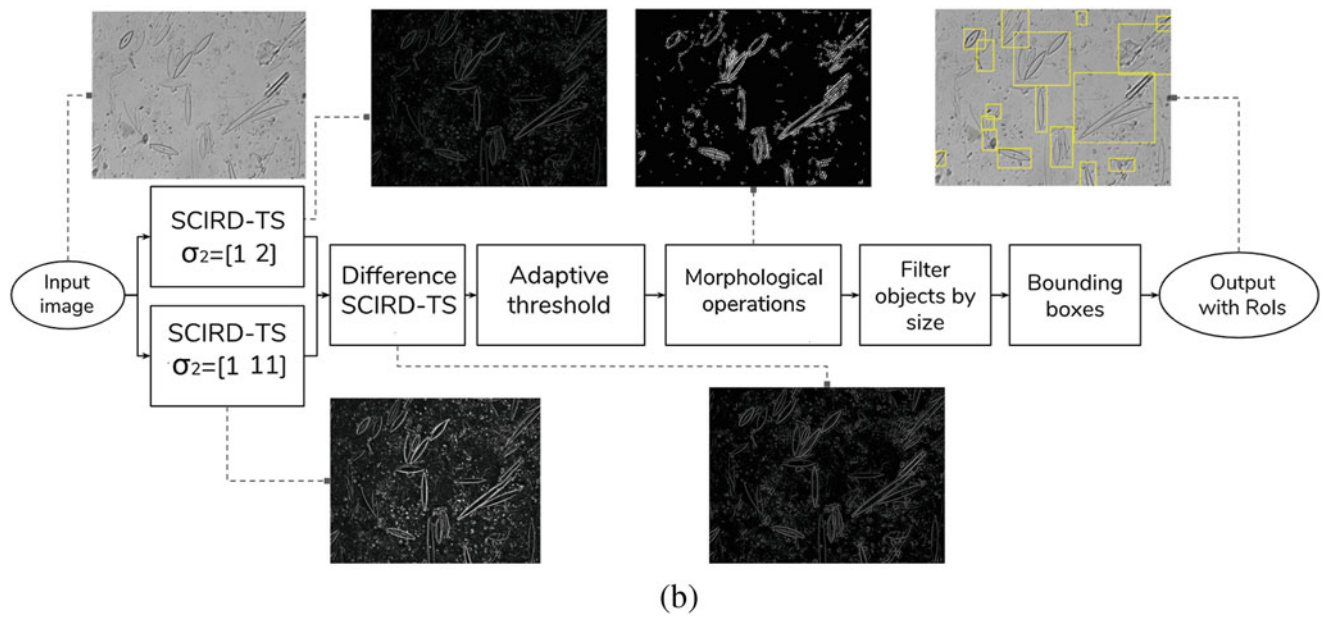 SCIRD-TS
σ₂=[1 2]
Input
image
SCIRD-TS
σ₂=[1 11]
Difference
SCIRD-TS
Adaptive
threshold
Morphological
operations
Filter
objects by
size
Bounding
boxes
Output
with RoIs
(b)